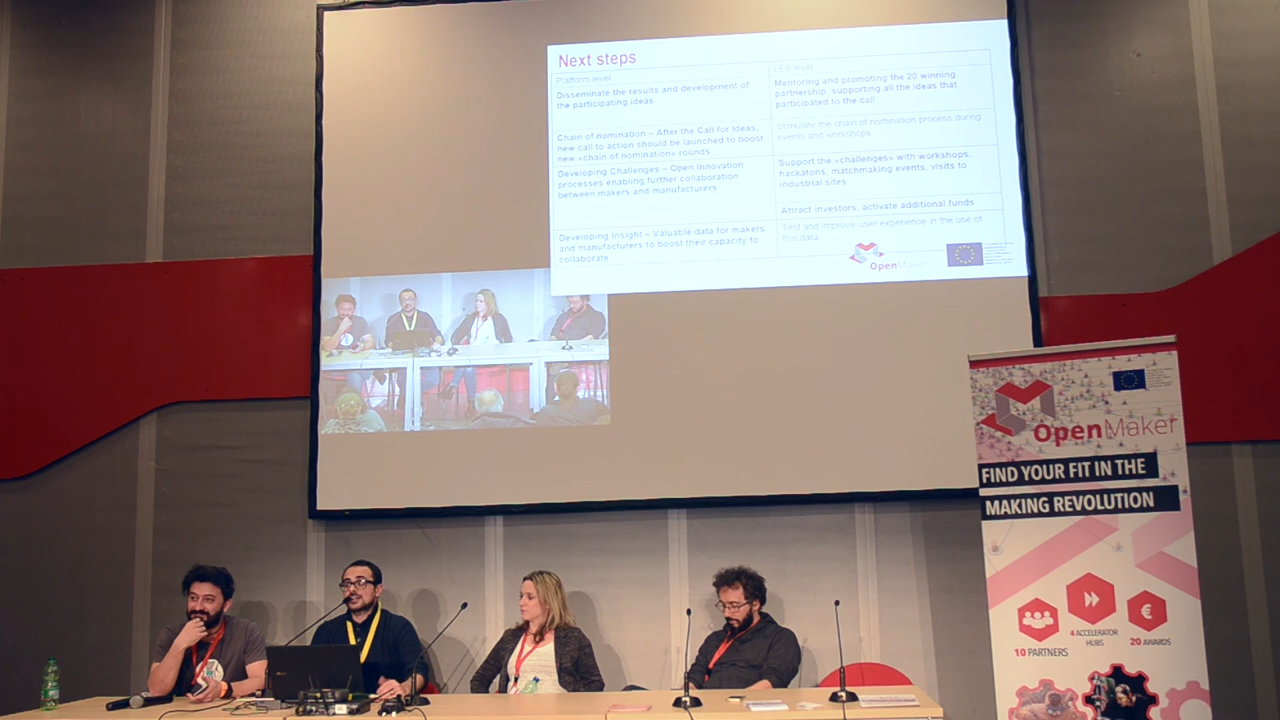 Next steps
Platform level
LES level
Disseminate the results and development of
the participating ideas
Mentoring and promoting the 20 winning
partnership, supporting all the ideas that
participated to the call
Chain of nomination – After the Call for Ideas,
new call to action should be launched to boost
new «chain of nomination» rounds
Stimulate the chain of nomination process during
events and workshops
Developing Challenges – Open Innovation
processes enabling further collaboration
between makers and manufacturers
Support the «challenges» with workshops,
hackatons, matchmaking events, visits to
industrial sites
Attract investors, activate additional funds
Developing Insight – Valuable data for makers
and manufacturers to boost their capacity to
collaborate
Test and improve user experience in the use of
this data
OpenMaker
OpenMaker
FIND YOUR FIT IN THE
MAKING REVOLUTION
10 PARTNERS
4 ACCELERATOR
HUBS
20 AWARDS